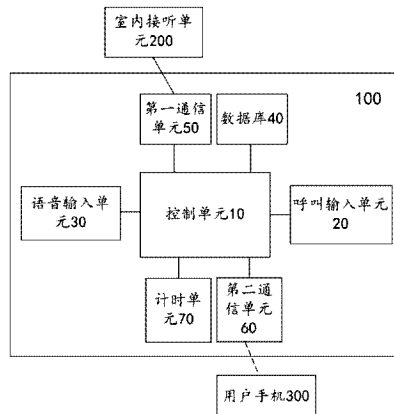 室内接听单
元200
100
第一通信
单元50
数据库40
语音输入单
元30
控制单元10
呼叫输入单元
20
计时单
元70
第二通
信单元
60
用户手机300